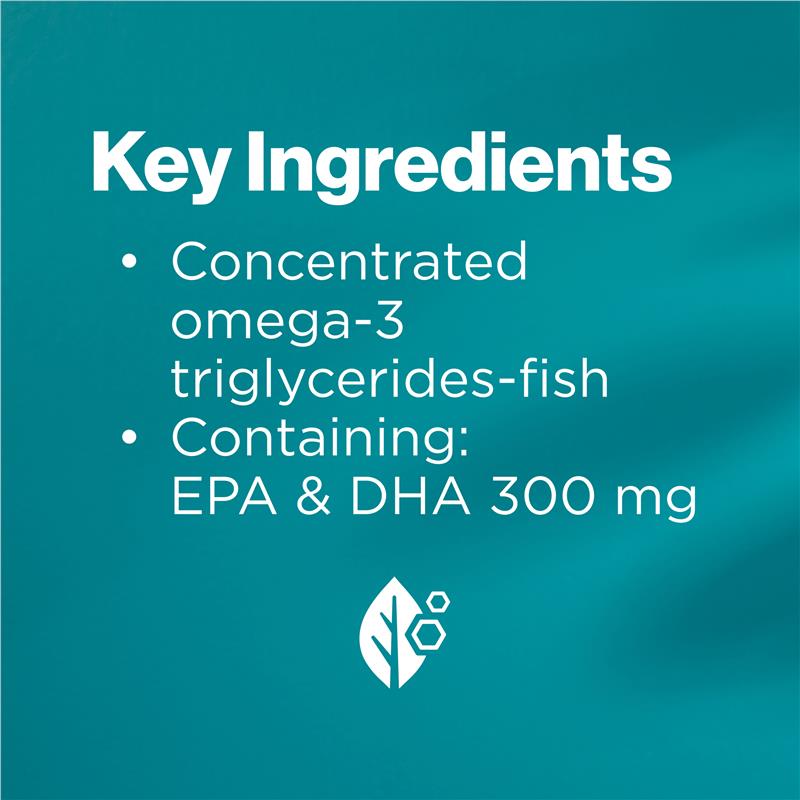 Key Ingredients
• Concentrated
omega-3
triglycerides-fish
• Containing:
EPA & DHA 300 mg